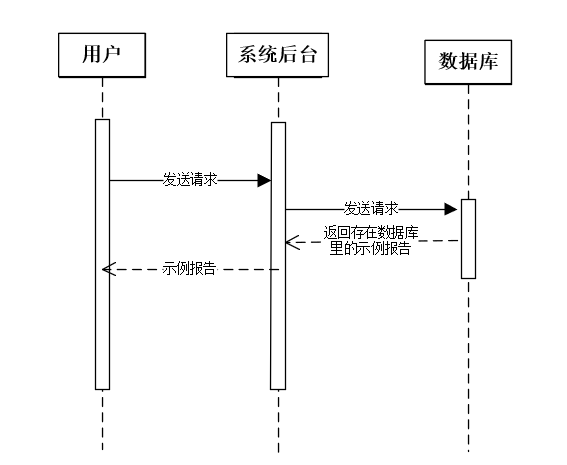 用户
系统后台
数据库
发送请求
发送请求
返回存在数据库
里的示例报告
示例报告